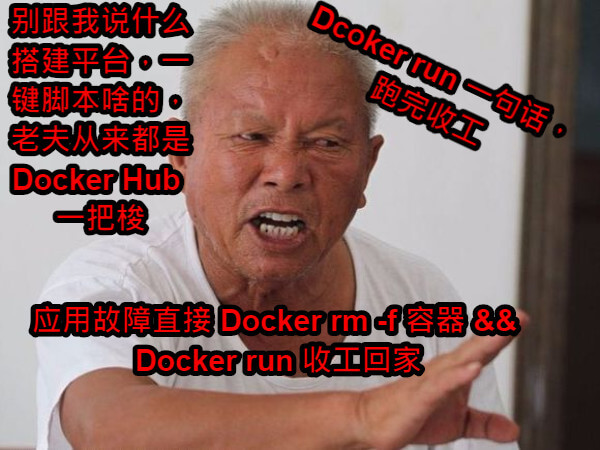 别跟我说什么
搭建平台，一
键脚本啥的，
老夫从来都是
Docker Hub
一把梭
Dcoker run 一句话，
跑完收工
应用故障直接 Docker rm -f 容器 &&
Docker run 收工回家